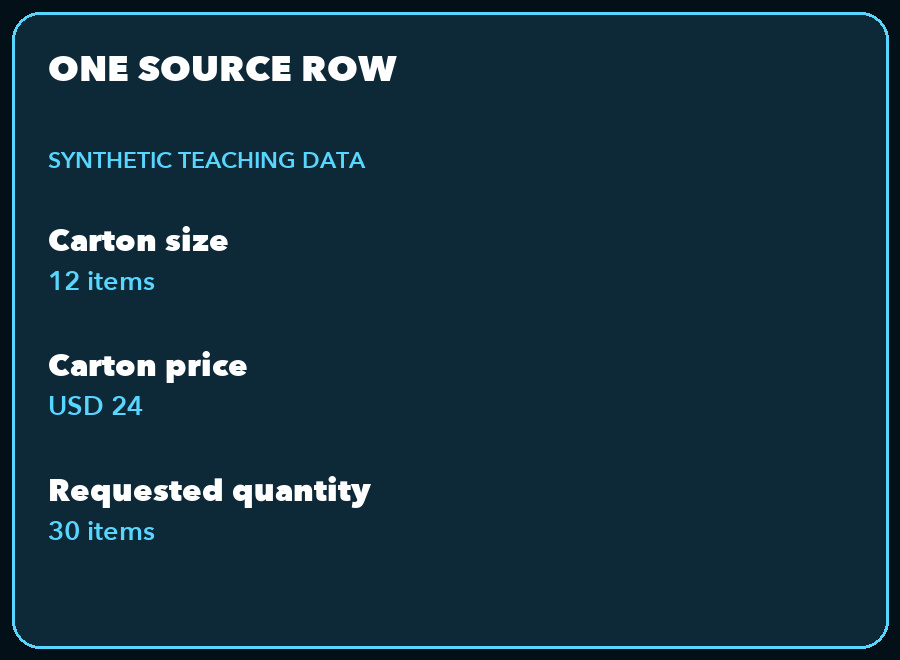 ONE SOURCE ROW
SYNTHETIC TEACHING DATA
Carton size
12 items
Carton price
USD 24
Requested quantity
30 items